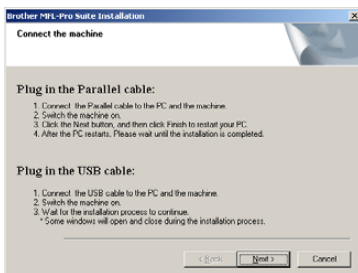 Brother MFL-Pro Suite Installation
Connect the machine
Plug in the Parallel cable:
1. Connect the Parallel cable to the PC and the machine.
2. Switch the machine on.
3. Click the Next button, and then click Finish to restart your PC.
4. After the PC restarts, Please wait until the installation is completed.
Plug in the USB cable:
1. Connect the USB cable to the PC and the machine.
2. Switch the machine on.
3. Wait for the installation process to continue.
* Some windows will open and close during the installation process.
< Back Next > Cancel